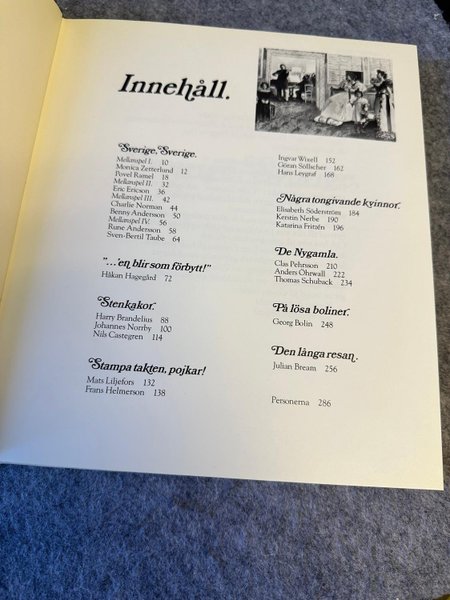 Innehåll.
Sverige, Sverige.
Mellanspel I. 10
Monica Zetterlund 12
Povel Ramel 18
Mellanspel II. 32
Eric Ericson 36
Mellanspel III. 42
Charlie Norman 44
Benny Andersson 50
Mellanspel IV. 56
Rune Andersson 58
Sven-Bertil Taube 64
"...en blir som förbytt!"
Håkan Hagegård 72
Stenkakor.
Harry Brandelius 88
Johannes Norrby 100
Nils Castegren 114
Stampa takten, pojkar!
Mats Liljefors 132
Frans Helmerson 138
Ingvar Wixell 152
Göran Söllscher 162
Hans Leygraf 168
Några tongivande kvinnor.
Elisabeth Söderström 184
Kerstin Nerbe 190
Katarina Fritzén 196
De Nygamla.
Clas Pehrsson 210
Anders Öhrwall 222
Thomas Schuback 234
På lösa boliner.
Georg Bolin 248
Den långa resan.
Julian Bream 256
Personerna 286